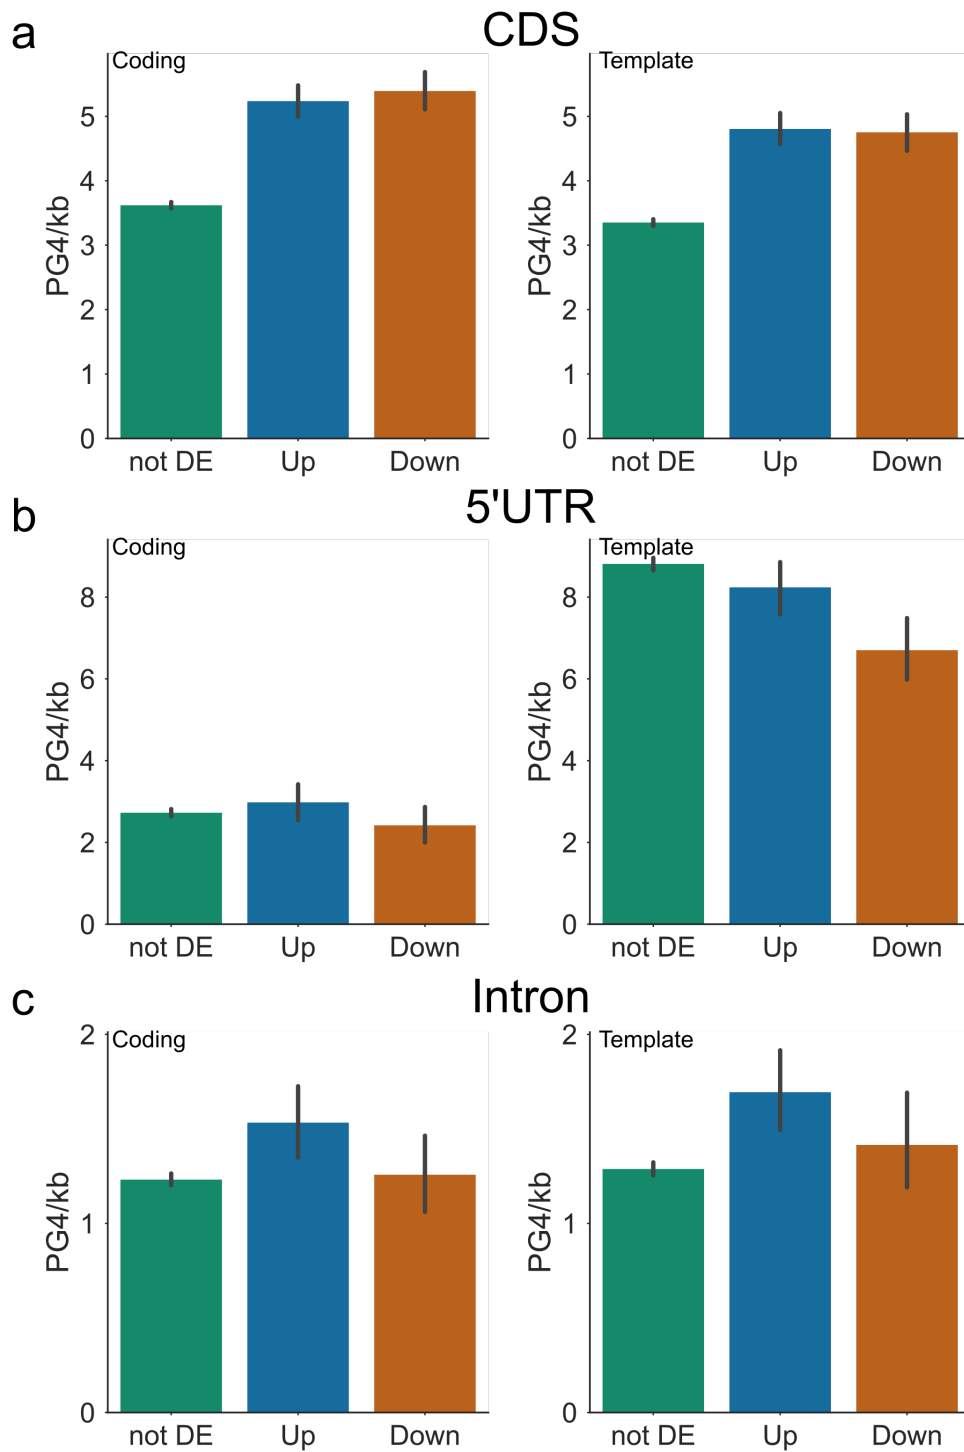 a
CDS
Coding
PG4/kb
5
4
3
2
1
0
not DE Up Down
Template
PG4/kb
5
4
3
2
1
0
not DE Up Down
b
5'UTR
Coding
PG4/kb
8
6
4
2
0
not DE Up Down
Template
PG4/kb
8
6
4
2
0
not DE Up Down
c
Intron
Coding
PG4/kb
2
1
0
not DE Up Down
Template
PG4/kb
2
1
0
not DE Up Down